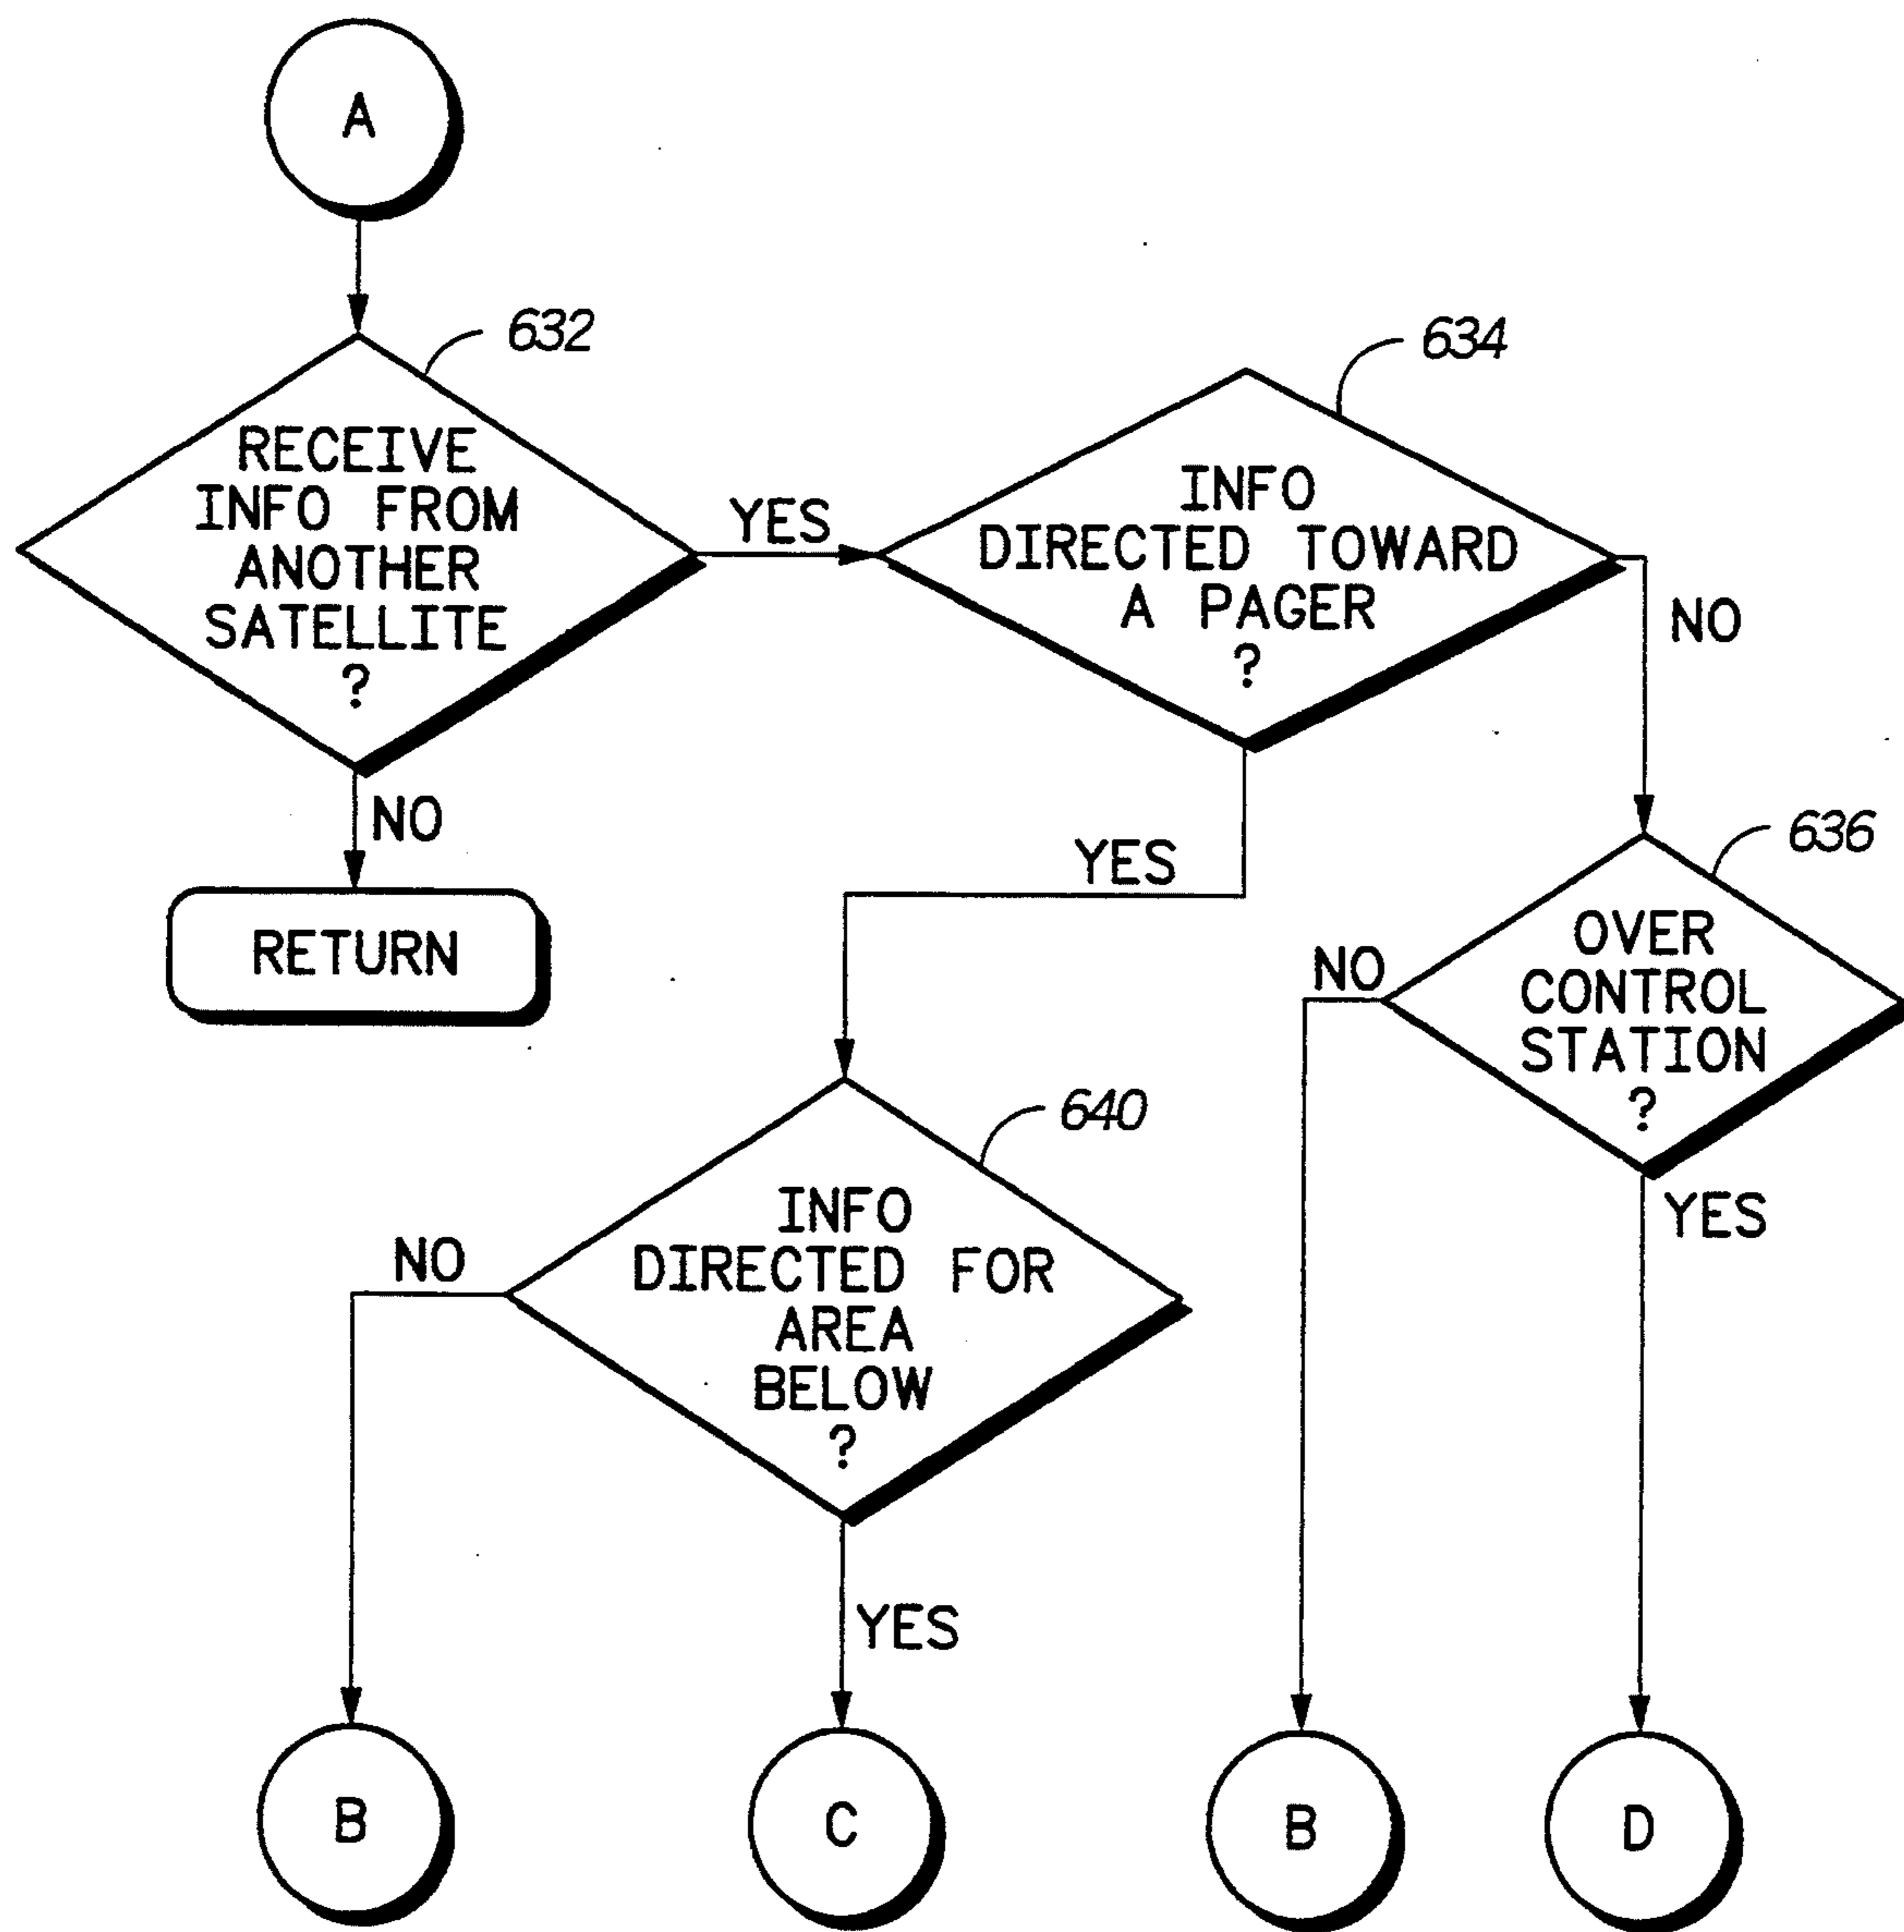 A
632
RECEIVE
INFO FROM
ANOTHER
SATELLITE
?
YES
634
INFO
DIRECTED TOWARD
A PAGER
?
NO
NO
RETURN
YES
636
OVER
CONTROL
STATION
?
NO
YES
640
INFO
DIRECTED FOR
AREA
BELOW
?
NO
YES
B
C
B
D